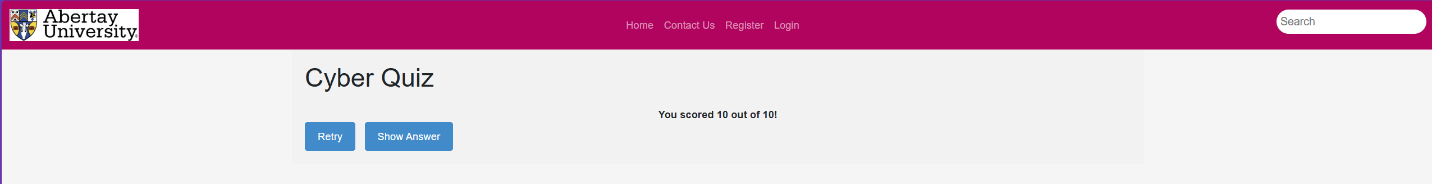 Abertay
University.
Home Contact Us Register Login
Search
Cyber Quiz
You scored 10 out of 10!
Retry Show Answer